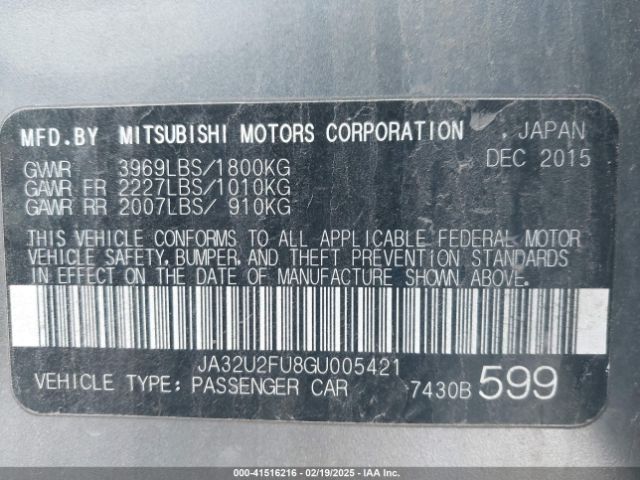 MFD.BY MITSUBISHI MOTORS CORPORATION , JAPAN
DEC 2015
GWWR 3969LBS/1800KG
GAWR FR 2227LBS/1010KG
GAWR RR 2007LBS/ 910KG
THIS VEHICLE CONFORMS TO ALL APPLICABLE FEDERAL MOTOR
VEHICLE SAFETY, BUMPER, AND THEFT PREVENTION STANDARDS
IN EFFECT ON THE DATE OF MANUFACTURE SHOWN ABOVE.
JA32U2FU8GU005421
VEHICLE TYPE: PASSENGER CAR 7430B 599
000-41516216 - 02/19/2025 - IAA Inc.